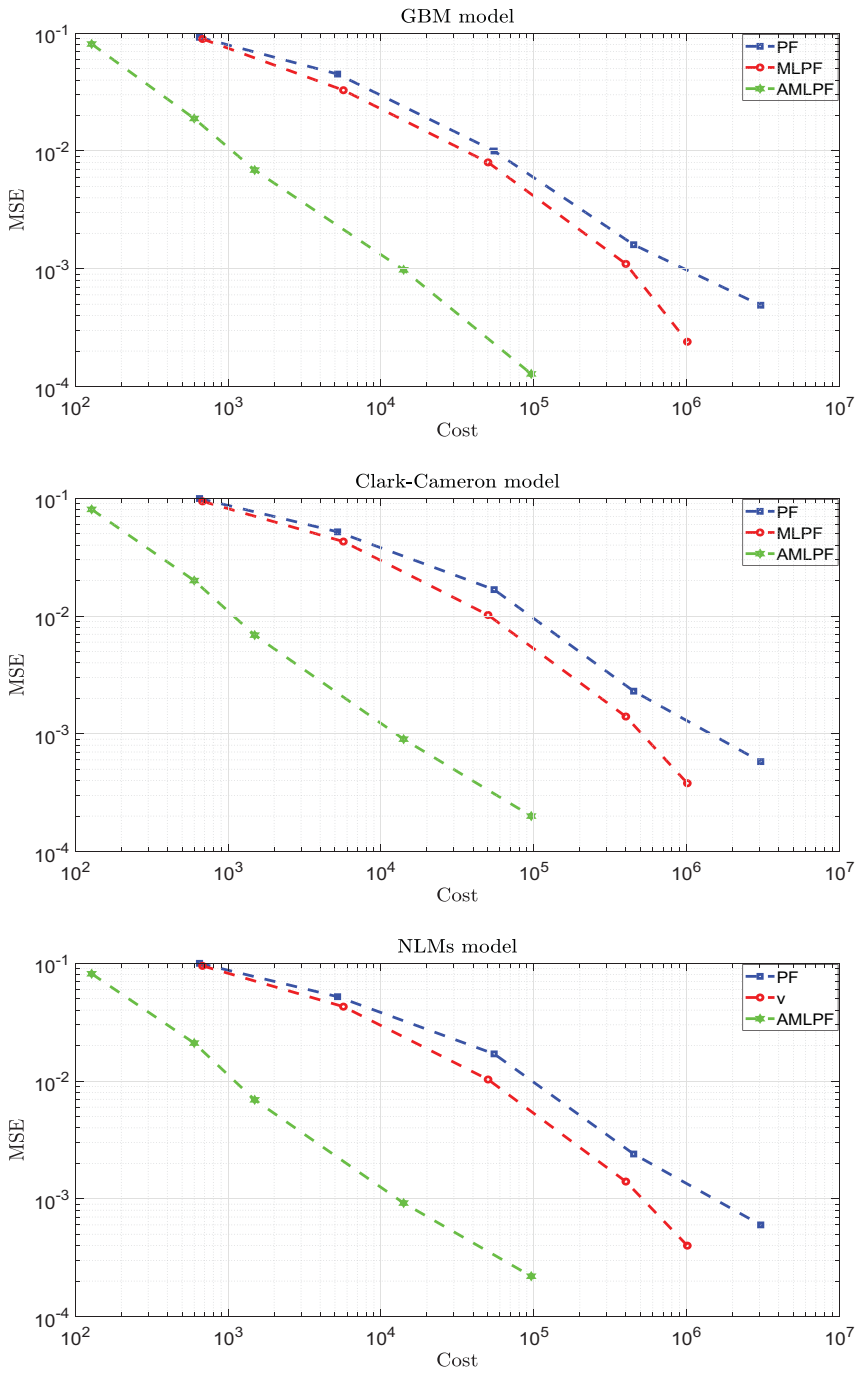 GBM model
10^-1
10^-2
10^-3
10^-4
MSE
PF
MLPF
AMLPF
10^2 10^3 10^4 10^5 10^6 10^7
Cost
Clark-Cameron model
10^-1
10^-2
10^-3
10^-4
MSE
PF
MLPF
AMLPF
10^2 10^3 10^4 10^5 10^6 10^7
Cost
NLMs model
10^-1
10^-2
10^-3
10^-4
MSE
PF
v
AMLPF
10^2 10^3 10^4 10^5 10^6 10^7
Cost